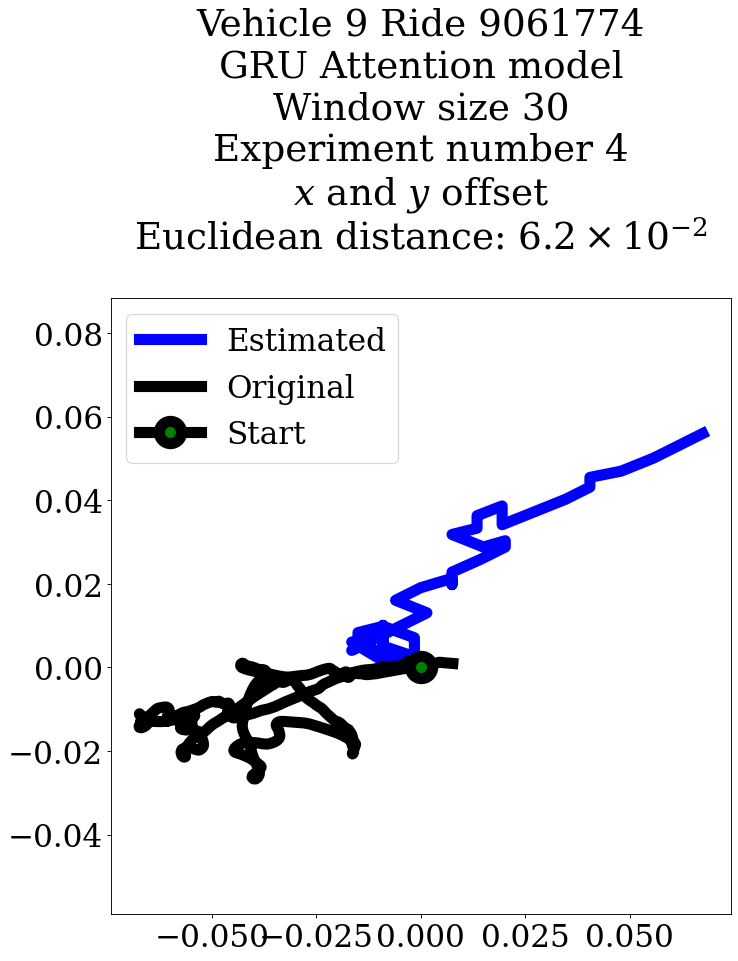 Vehicle 9 Ride 9061774
GRU Attention model
Window size 30
Experiment number 4
x and y offset
Euclidean distance: 6.2 × 10⁻²
Estimated
Original
Start
0.08
0.06
0.04
0.02
0.00
−0.02
−0.04
−0.050 −0.025 0.000 0.025 0.050